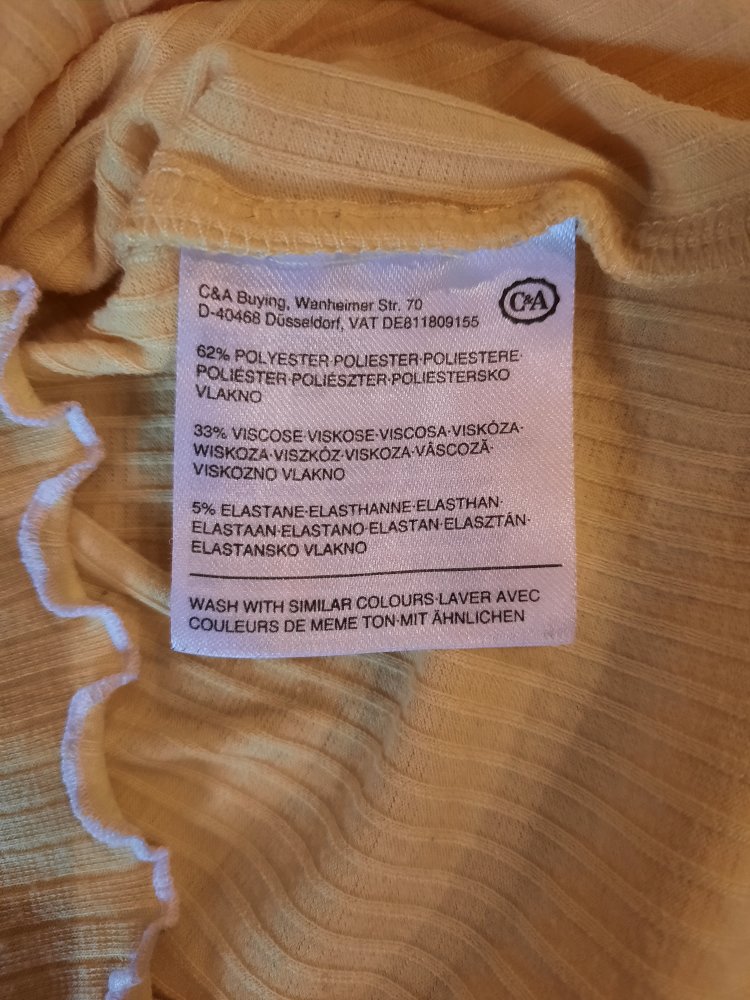 C&A Buying, Wanheimer Str. 70
D-40468 Düsseldorf, VAT DE811809155
C&A
62% POLYESTER·POLIESTER·POLIESTERE·
POLIÉSTER·POLIÉSZTER·POLIESTERSKO
VLAKNO
33% VISCOSE·VISKOSE·VISCOSA·VISKÓZA·
WISKOZA·VISZKÓZ·VISKOZA·VÂSCOZĂ·
VISKOZNO VLAKNO
5% ELASTANE·ELASTHANNE·ELASTHAN·
ELASTAAN·ELASTANO·ELASTAN·ELASZTÁN·
ELASTANSKO VLAKNO
WASH WITH SIMILAR COLOURS·LAVER AVEC
COULEURS DE MEME TON·MIT ÄHNLICHEN